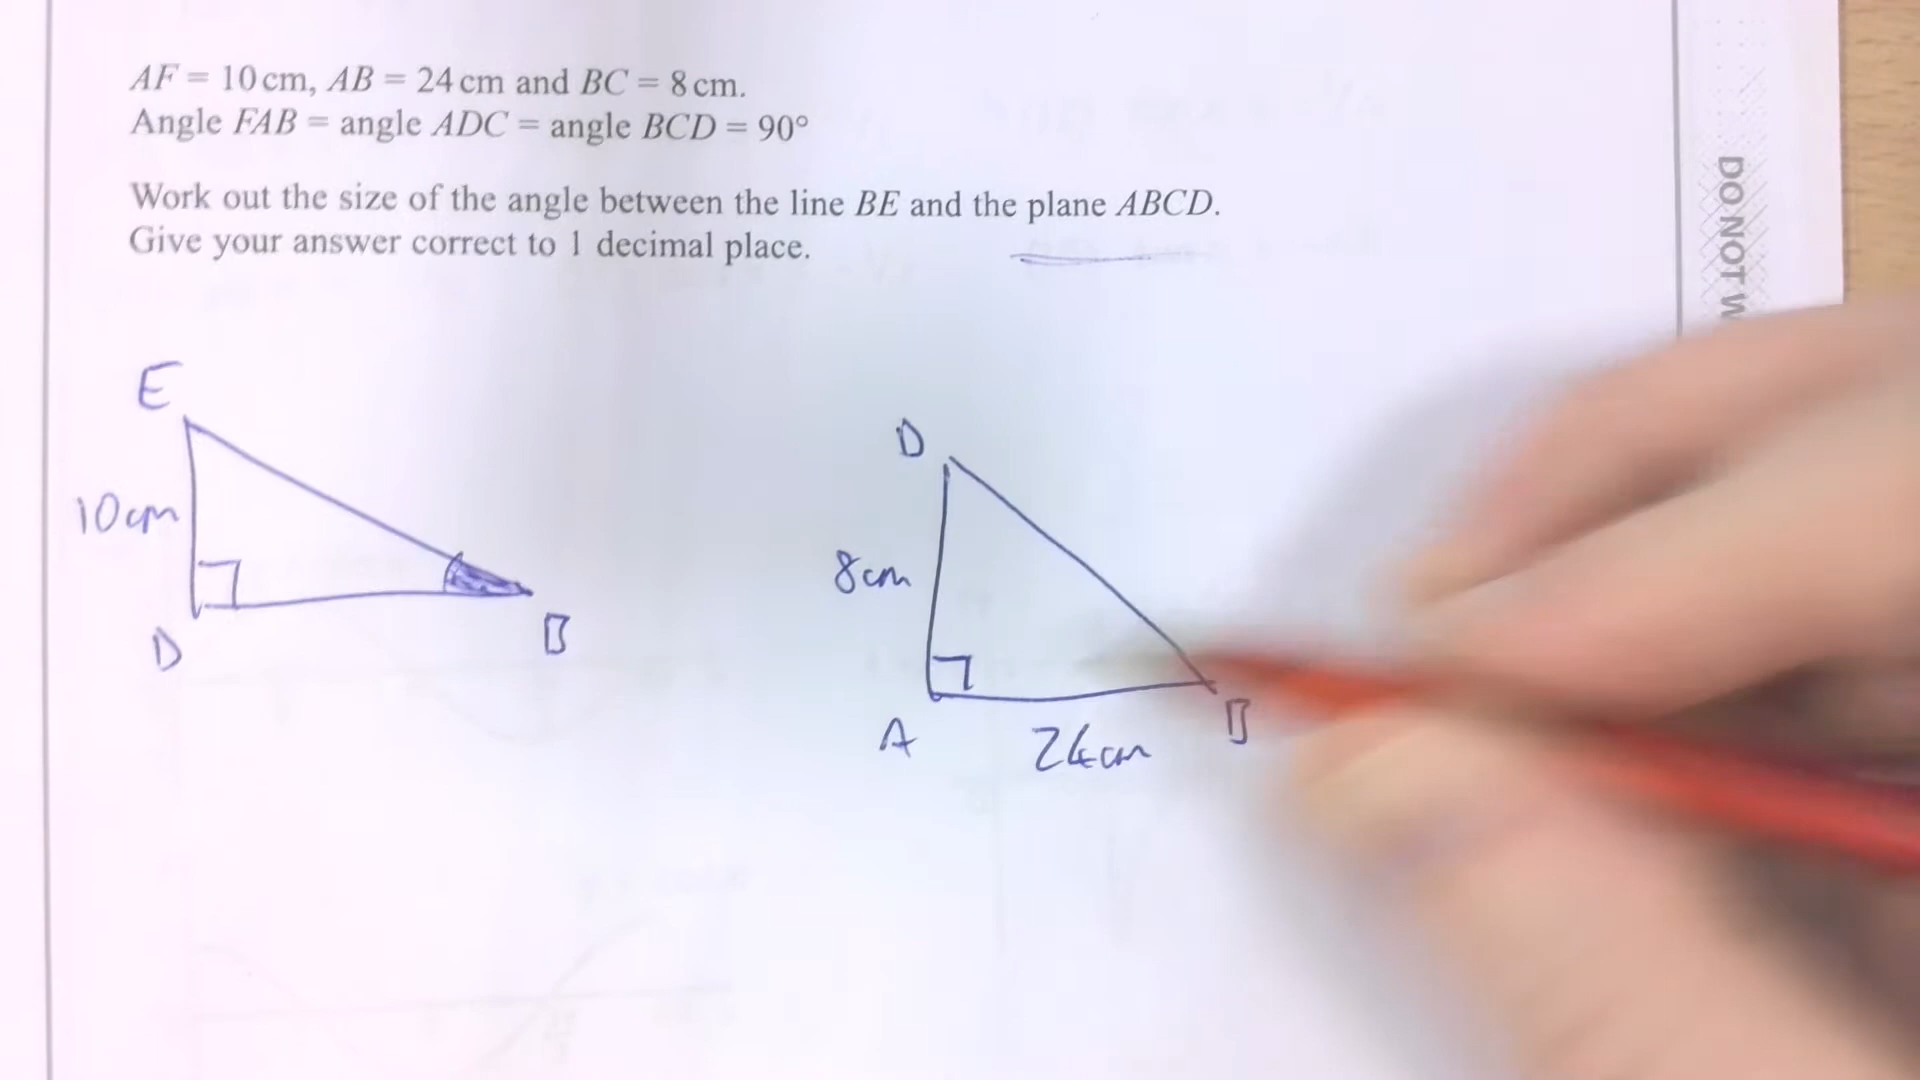 AF = 10 cm, AB = 24 cm and BC = 8 cm.
Angle FAB = angle ADC = angle BCD = 90°
Work out the size of the angle between the line BE and the plane ABCD.
Give your answer correct to 1 decimal place.
DO NOT W
E
10cm
D
B
D
8cm
A
24cm
B